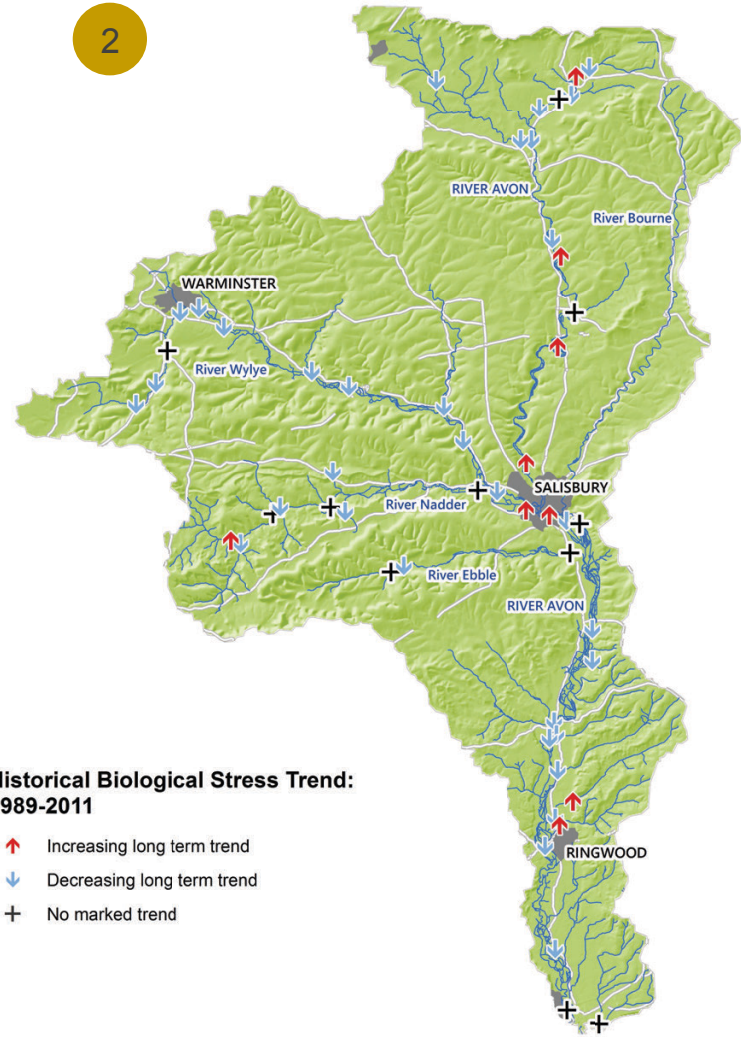 2
RIVER AVON
River Bourne
WARMINSTER
River Wylye
SALISBURY
River Nadder
River Ebble
RIVER AVON
istorical Biological Stress Trend:
989-2011
Increasing long term trend
Decreasing long term trend
No marked trend
RINGWOOD